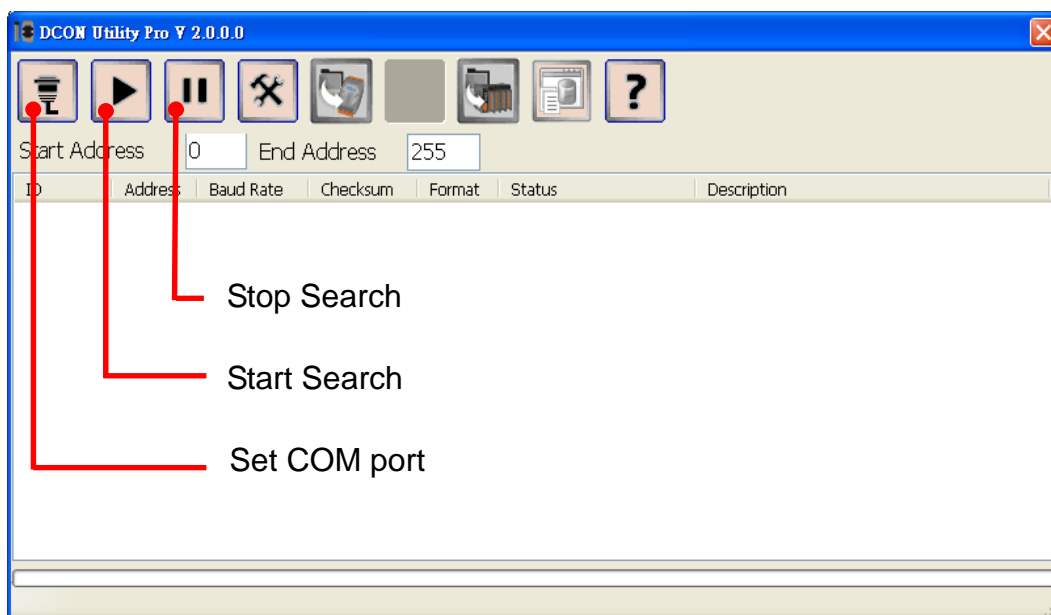 DCON Utility Pro V 2.0.0.0
?
Start Address 0 End Address 255
ID Address Baud Rate Checksum Format Status Description
Stop Search
Start Search
Set COM port